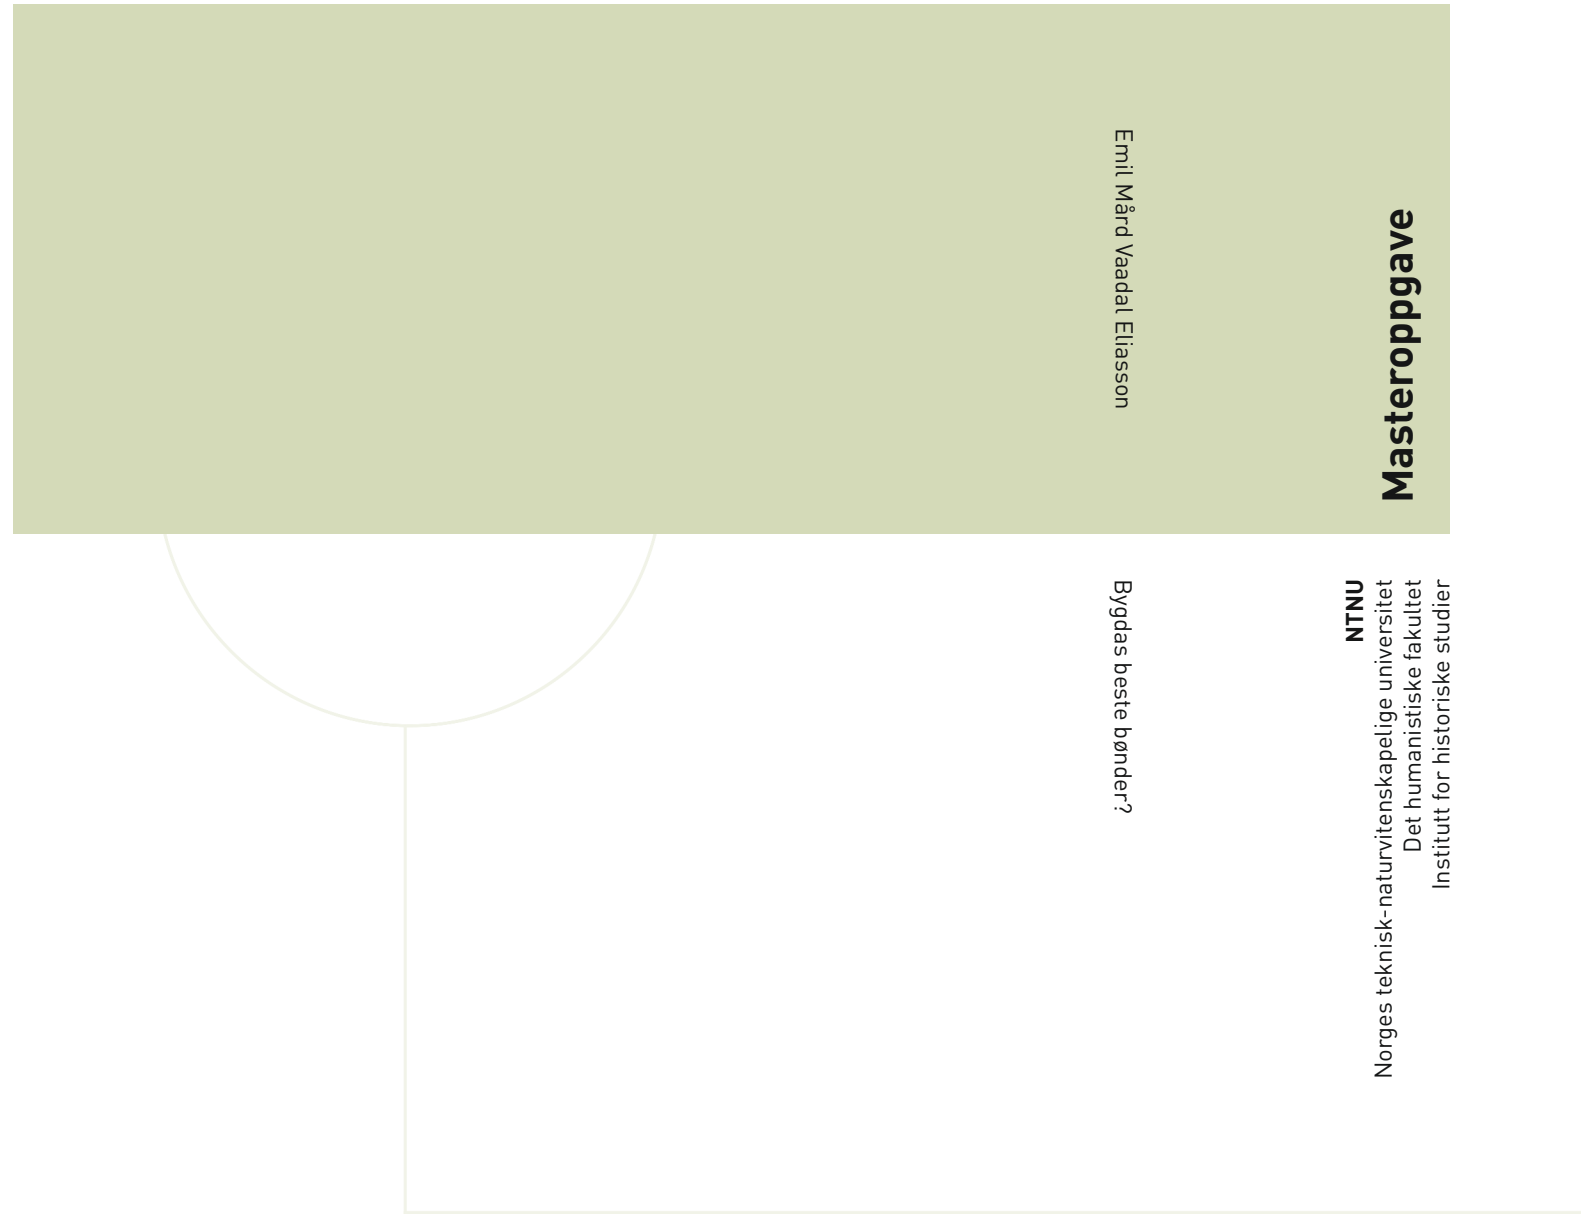 Emil Mård Vaadal Eliasson
Bygdas beste bønder?
Masteroppgave
NTNU
Norges teknisk-naturvitenskapelige universitet
Det humanistiske fakultet
Institutt for historiske studier